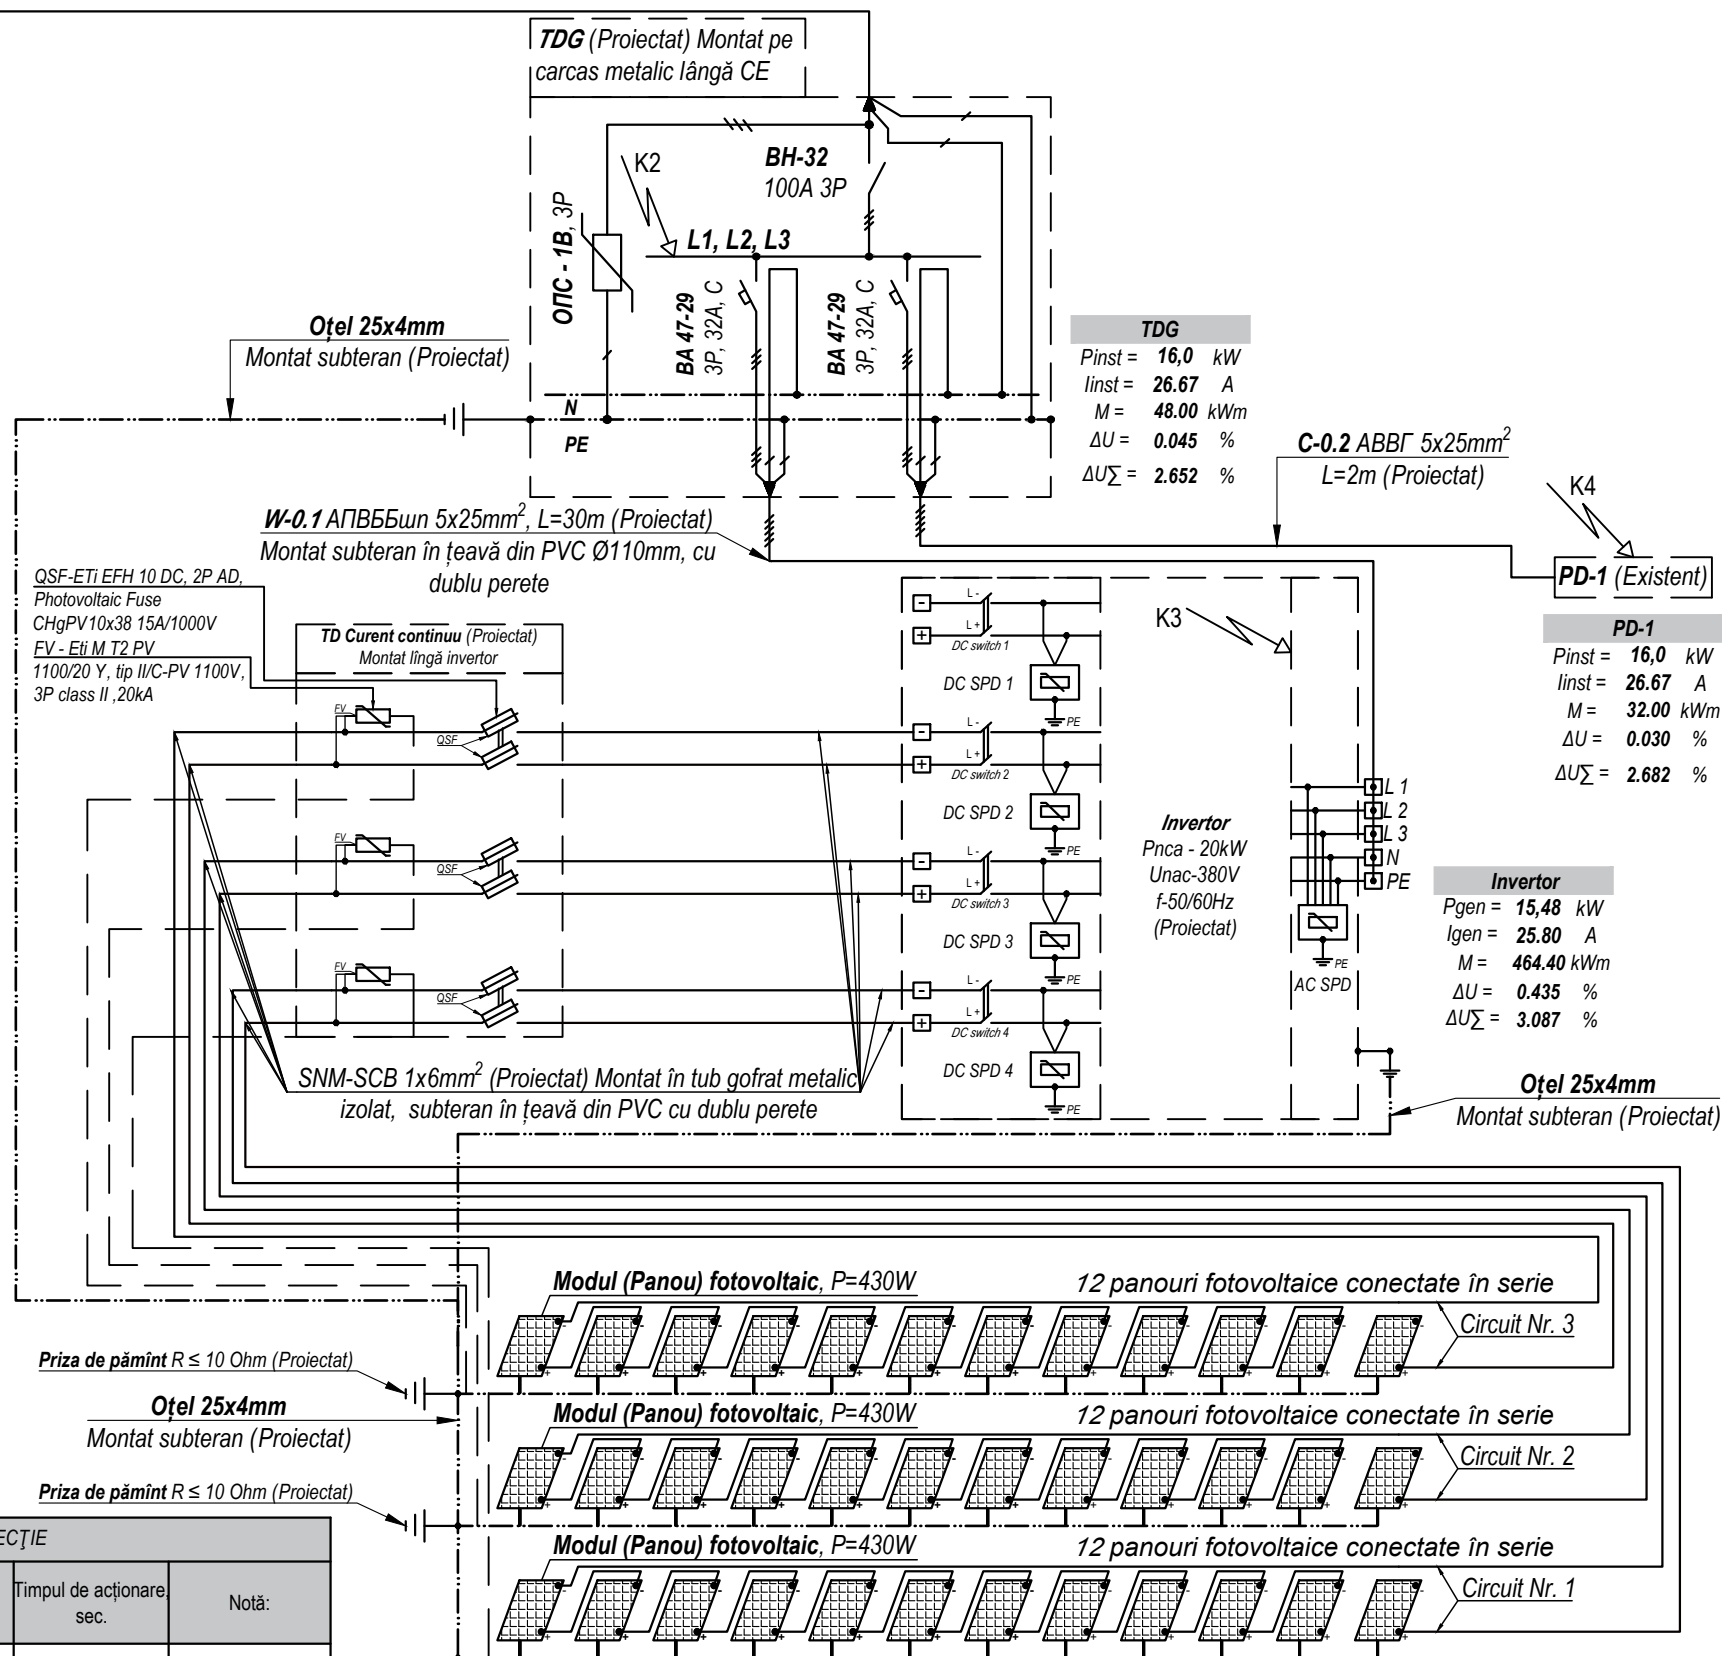 TDG (Proiectat) Montat pe
carcas metalic lângă CE
K2
BH-32
100A 3P
ОПС - 1В, 3P
L1, L2, L3
BA 47-29
3P, 32A, C
BA 47-29
3P, 32A, C
N
PE
Oțel 25x4mm
Montat subteran (Proiectat)
TDG
Pinst = 16,0 kW
Iinst = 26.67 A
M = 48.00 kWm
ΔU = 0.045 %
ΔU∑ = 2.652 %
C-0.2 АВВГ 5x25mm²
L=2m (Proiectat)
K4
PD-1 (Existent)
PD-1
Pinst = 16,0 kW
Iinst = 26.67 A
M = 32.00 kWm
ΔU = 0.030 %
ΔU∑ = 2.682 %
W-0.1 АПВББшп 5x25mm², L=30m (Proiectat)
Montat subteran în țeavă din PVC Ø110mm, cu
dublu perete
QSF-ETi EFH 10 DC, 2P AD,
Photovoltaic Fuse
CHgPV10x38 15A/1000V
FV - Eti M T2 PV
1100/20 Y, tip II/C-PV 1100V,
3P class II ,20kA
TD Curent continuu (Proiectat)
Montat lîngă invertor
FV
QSF
FV
QSF
FV
QSF
L -
L +
DC switch 1
DC SPD 1
PE
L -
L +
DC switch 2
DC SPD 2
PE
L -
L +
DC switch 3
DC SPD 3
PE
L -
L +
DC switch 4
DC SPD 4
PE
K3
Invertor
Pnca - 20kW
Unac-380V
f-50/60Hz
(Proiectat)
L 1
L 2
L 3
N
PE
PE
AC SPD
Invertor
Pgen = 15,48 kW
Igen = 25.80 A
M = 464.40 kWm
ΔU = 0.435 %
ΔU∑ = 3.087 %
SNM-SCB 1x6mm² (Proiectat) Montat în tub gofrat metalic
izolat, subteran în țeavă din PVC cu dublu perete
Oțel 25x4mm
Montat subteran (Proiectat)
Modul (Panou) fotovoltaic, P=430W
12 panouri fotovoltaice conectate în serie
Circuit Nr. 3
Priza de pămînt R ≤ 10 Ohm (Proiectat)
Oțel 25x4mm
Montat subteran (Proiectat)
Modul (Panou) fotovoltaic, P=430W
12 panouri fotovoltaice conectate în serie
Circuit Nr. 2
Priza de pămînt R ≤ 10 Ohm (Proiectat)
Modul (Panou) fotovoltaic, P=430W
12 panouri fotovoltaice conectate în serie
Circuit Nr. 1
ECŢIE
Timpul de acționare,
sec.
Notă: